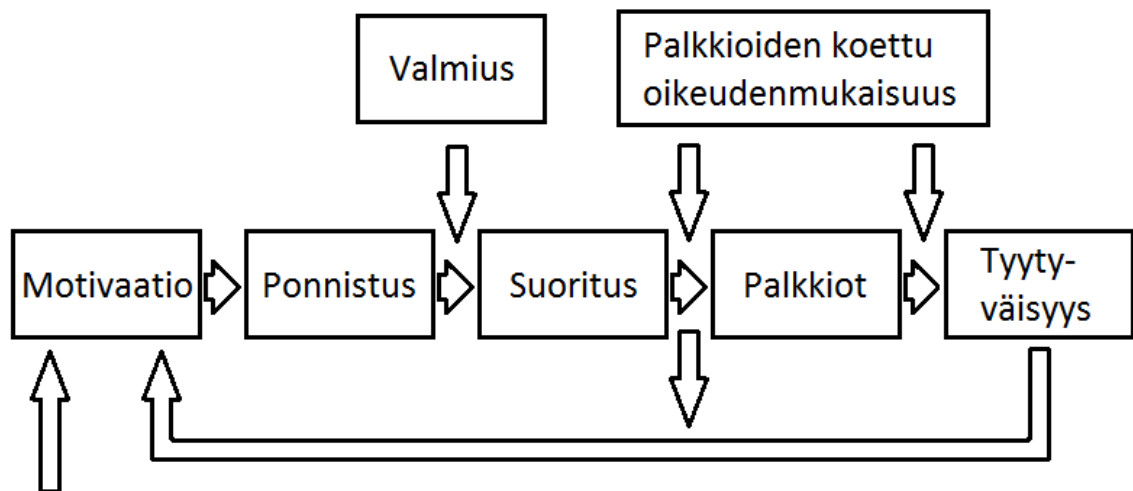 Valmius
Palkkioiden koettu
oikeudenmukaisuus
Motivaatio
Ponnistus
Suoritus
Palkkiot
Tyyty-
väisyys